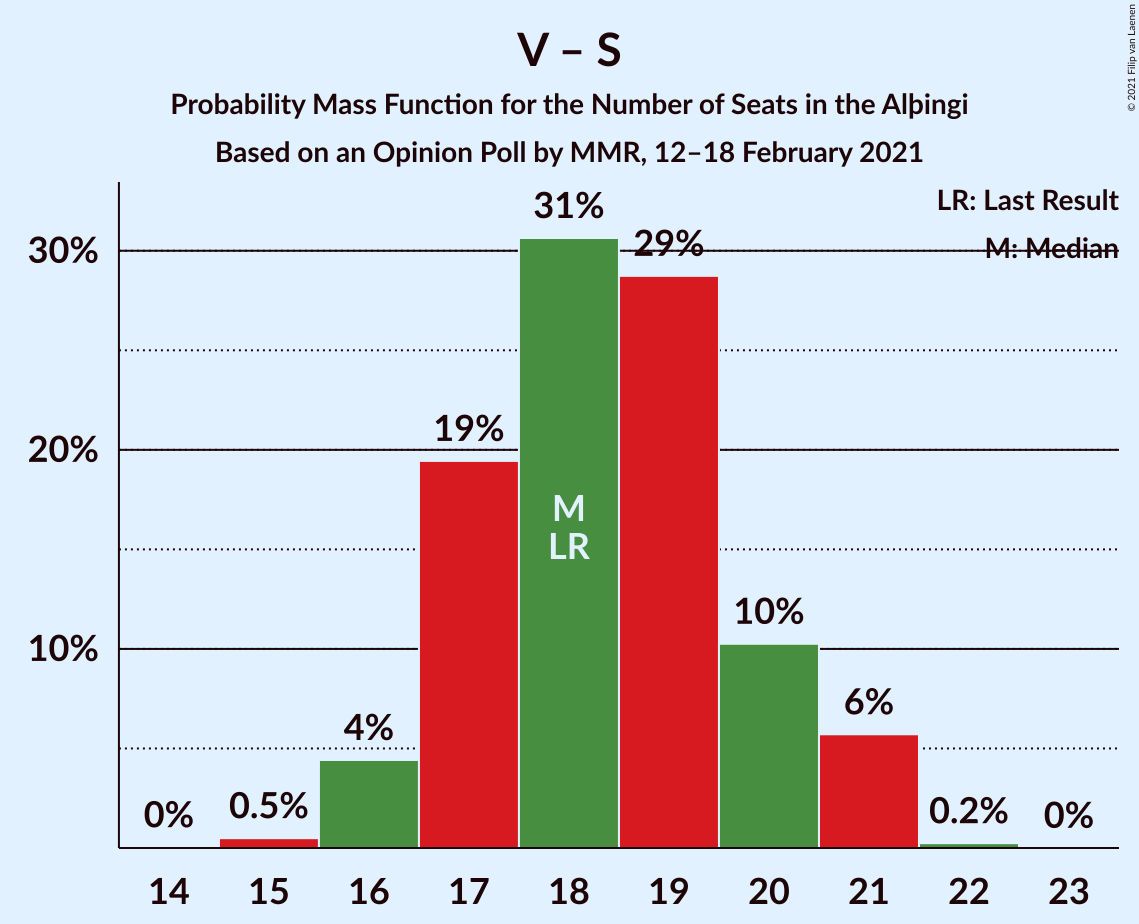 V – S
Probability Mass Function for the Number of Seats in the Alþingi
Based on an Opinion Poll by MMR, 12–18 February 2021
© 2021 Filip van Laenen
LR: Last Result
M: Median
30%
20%
10%
0%
0.5%
4%
19%
31%
29%
10%
6%
0.2%
0%
M
LR
14 15 16 17 18 19 20 21 22 23